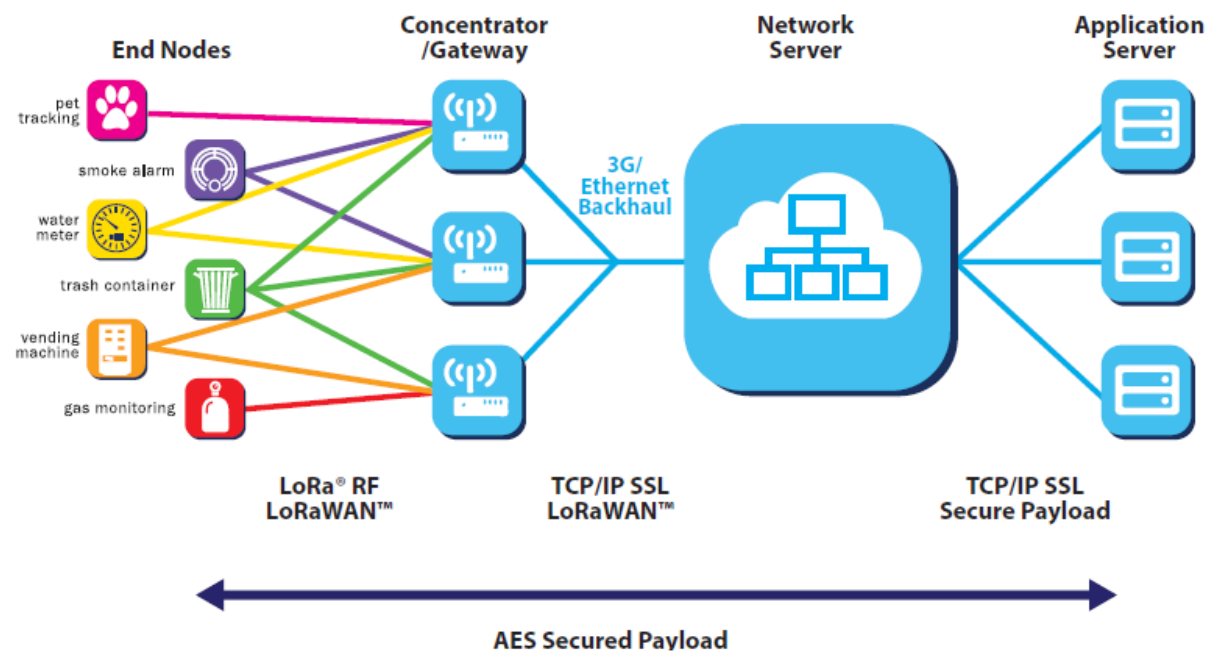 End Nodes
Concentrator
/Gateway
Network
Server
Application
Server
pet
tracking
smoke alarm
water
meter
trash container
vending
machine
gas monitoring
3G/
Ethernet
Backhaul
LoRa® RF
LoRaWAN™
TCP/IP SSL
LoRaWAN™
TCP/IP SSL
Secure Payload
AES Secured Payload